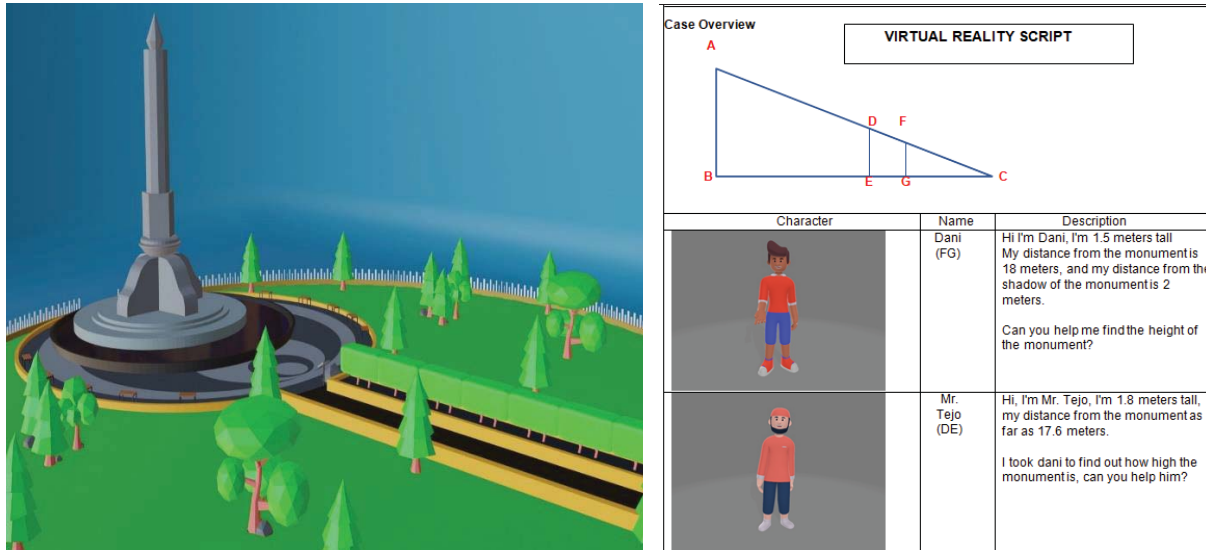 Case Overview
VIRTUAL REALITY SCRIPT
A
D F
B E G C
Character Name Description
Dani
(FG)
Hi I'm Dani, I'm 1.5 meters tall
My distance from the monument is
18 meters, and my distance from the
shadow of the monument is 2
meters.
Can you help me find the height of
the monument?
Mr.
Tejo
(DE)
Hi, I'm Mr. Tejo, I'm 1.8 meters tall,
my distance from the monument as
far as 17.6 meters.
I took dani to find out how high the
monument is, can you help him?